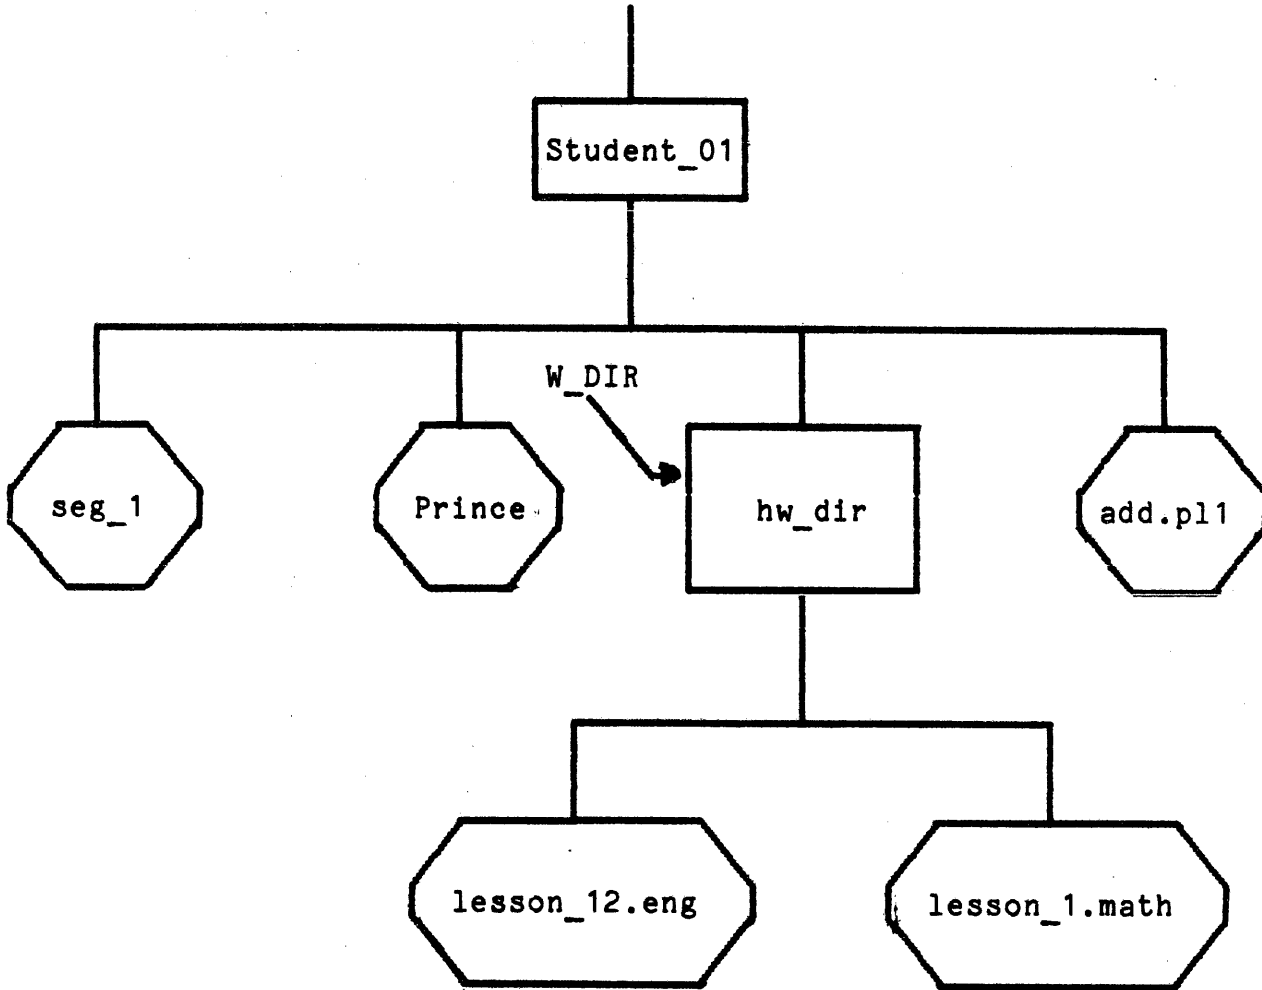 Student_01
W_DIR
seg_1
Prince
hw_dir
add.pl1
lesson_12.eng
lesson_1.math